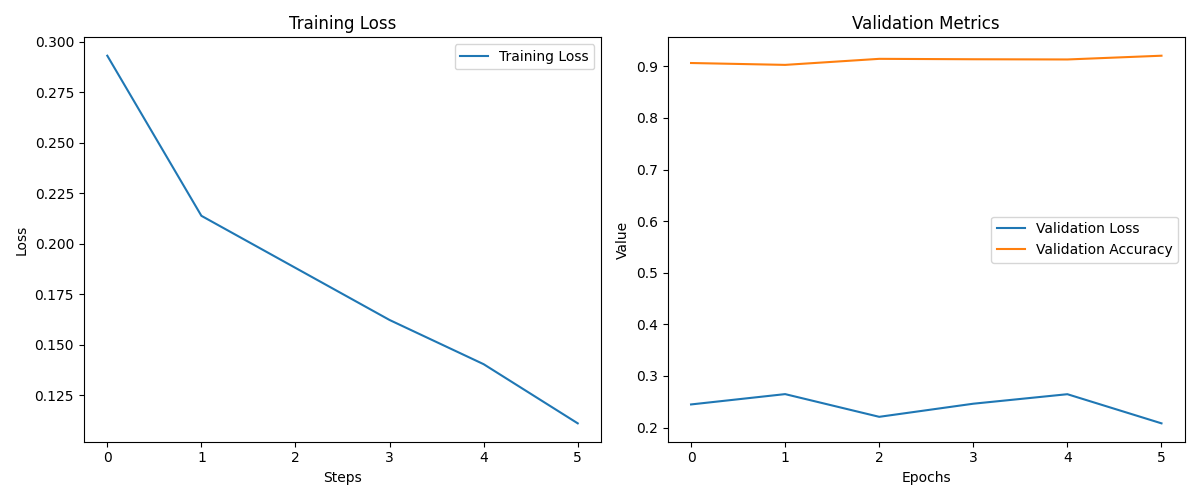 Training Loss
0.300
0.275
0.250
0.225
0.200
0.175
0.150
0.125
Loss
Training Loss
0 1 2 3 4 5
Steps
Validation Metrics
0.9
0.8
0.7
0.6
0.5
0.4
0.3
0.2
Value
Validation Loss
Validation Accuracy
0 1 2 3 4 5
Epochs